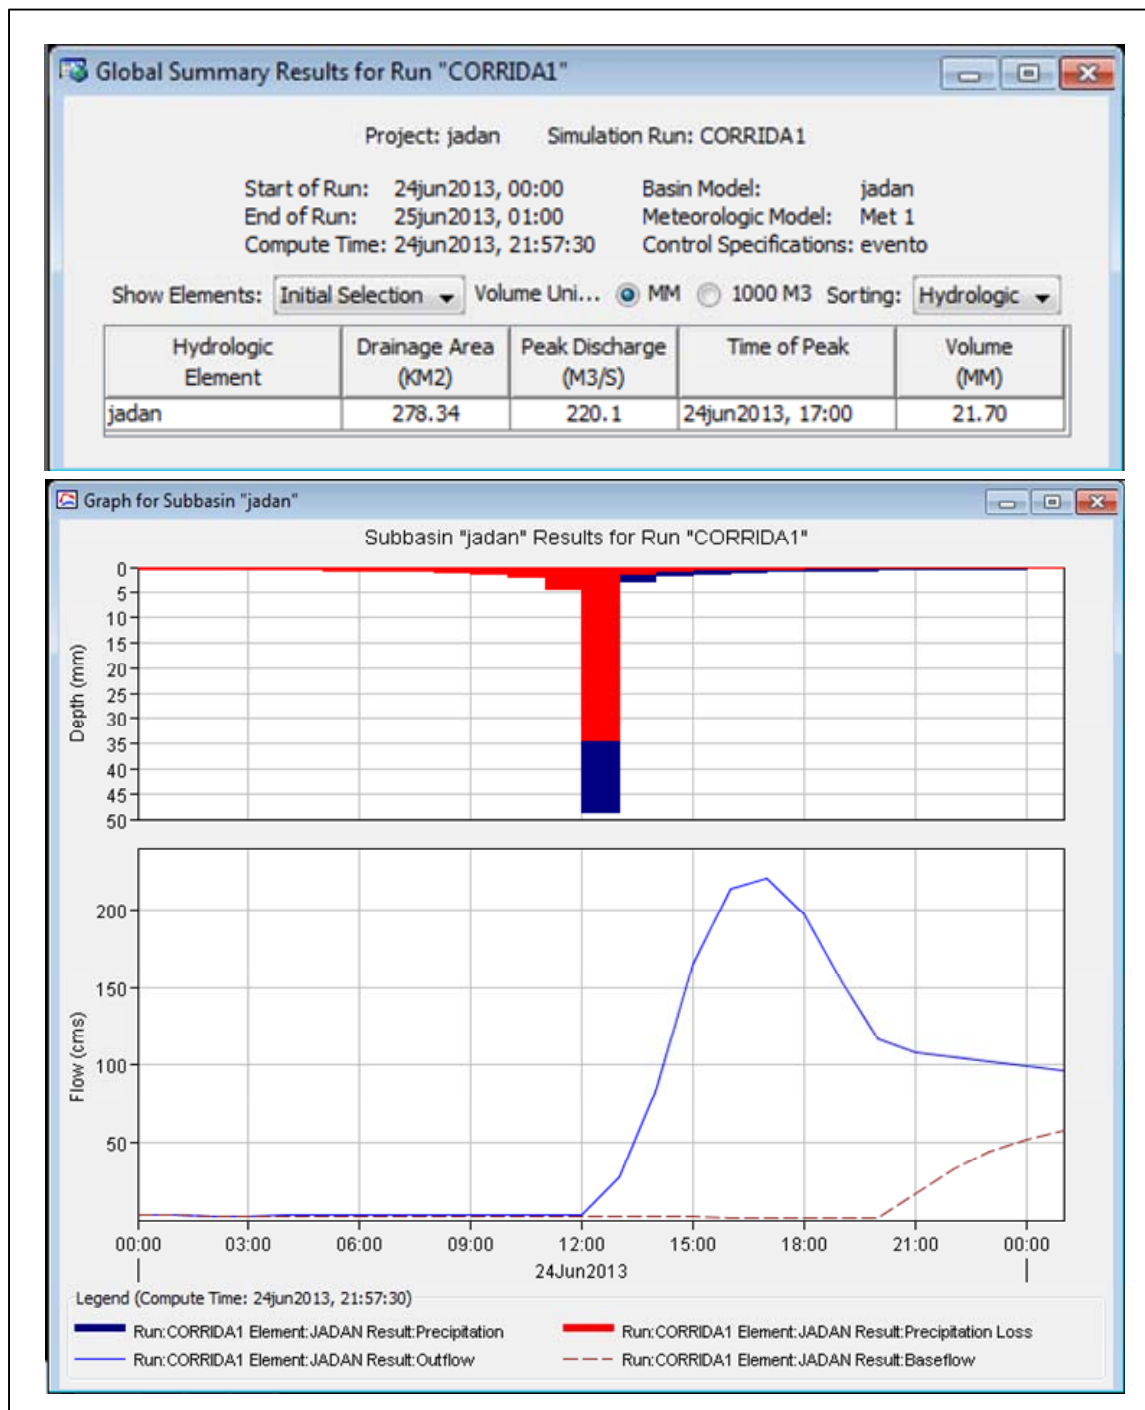 Global Summary Results for Run "CORRIDA1"
Project: jadan Simulation Run: CORRIDA1
Start of Run: 24jun2013, 00:00 Basin Model: jadan
End of Run: 25jun2013, 01:00 Meteorologic Model: Met 1
Compute Time: 24jun2013, 21:57:30 Control Specifications: evento
Show Elements: Initial Selection Volume Uni... MM 1000 M3 Sorting: Hydrologic
Hydrologic Drainage Area Peak Discharge Time of Peak Volume
Element (KM2) (M3/S) (MM)
jadan 278.34 220.1 24jun2013, 17:00 21.70
Graph for Subbasin "jadan"
Subbasin "jadan" Results for Run "CORRIDA1"
0
5
10
15
20
25
30
35
40
45
50
Depth (mm)
200
150
100
50
Flow (cms)
00:00 03:00 06:00 09:00 12:00 15:00 18:00 21:00 00:00
24Jun2013
Legend (Compute Time: 24jun2013, 21:57:30)
Run:CORRIDA1 Element:JADAN Result:Precipitation Run:CORRIDA1 Element:JADAN Result:Precipitation Loss
Run:CORRIDA1 Element:JADAN Result:Outflow Run:CORRIDA1 Element:JADAN Result:Baseflow